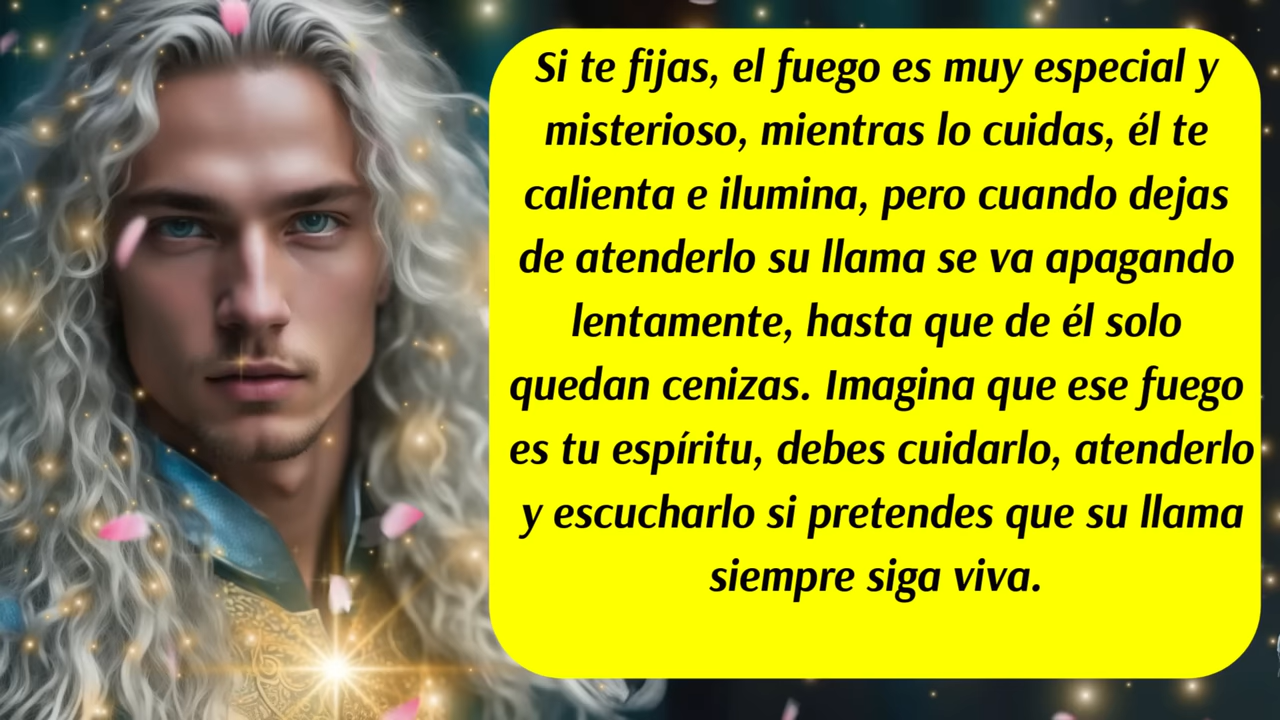 Si te fijas, el fuego es muy especial y
misterioso, mientras lo cuidas, él te
calienta e ilumina, pero cuando dejas
de atenderlo su llama se va apagando
lentamente, hasta que de él solo
quedan cenizas. Imagina que ese fuego
es tu espíritu, debes cuidarlo, atenderlo
y escucharlo si pretendes que su llama
siempre siga viva.